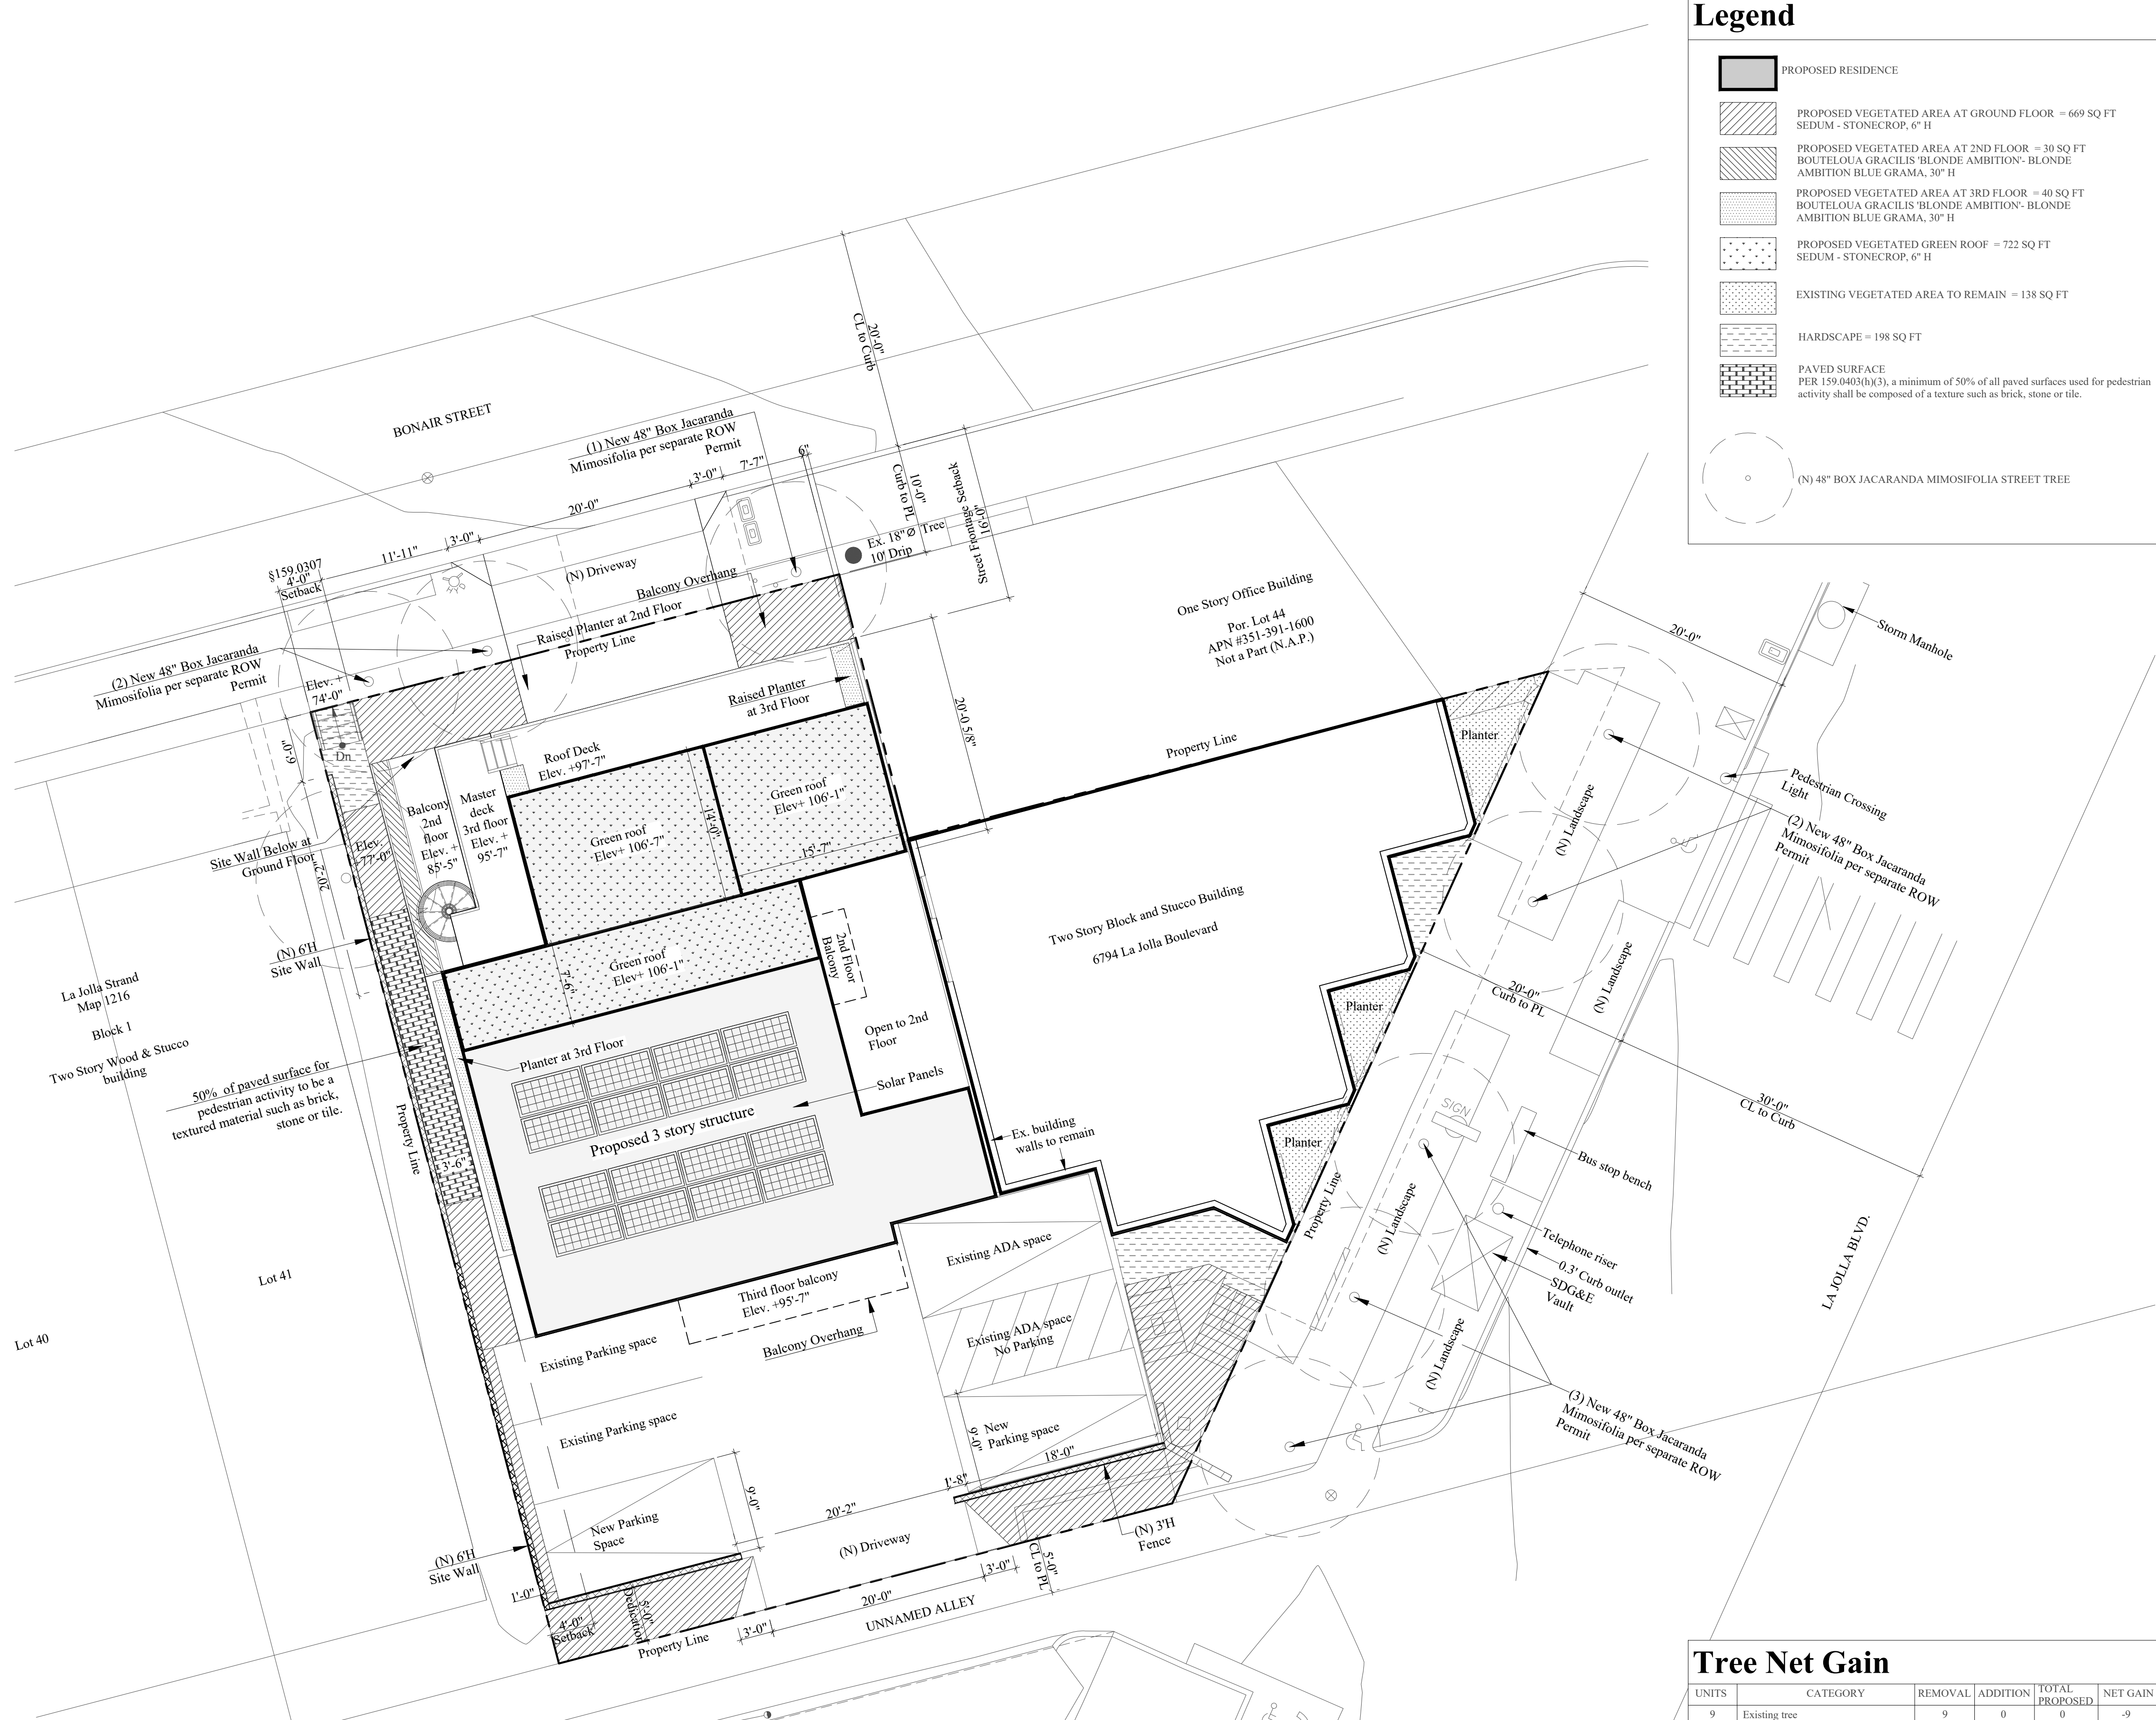 Legend
PROPOSED RESIDENCE
PROPOSED VEGETATED AREA AT GROUND FLOOR = 669 SQ FT
SEDUM - STONECROP, 6" H
PROPOSED VEGETATED AREA AT 2ND FLOOR = 30 SQ FT
BOUTELOUA GRACILIS 'BLONDE AMBITION'- BLONDE
AMBITION BLUE GRAMA, 30" H
PROPOSED VEGETATED AREA AT 3RD FLOOR = 40 SQ FT
BOUTELOUA GRACILIS 'BLONDE AMBITION'- BLONDE
AMBITION BLUE GRAMA, 30" H
PROPOSED VEGETATED GREEN ROOF = 722 SQ FT
SEDUM - STONECROP, 6" H
EXISTING VEGETATED AREA TO REMAIN = 138 SQ FT
HARDSCAPE = 198 SQ FT
PAVED SURFACE
PER 159.0403(h)(3), a minimum of 50% of all paved surfaces used for pedestrian
activity shall be composed of a texture such as brick, stone or tile.
(N) 48" BOX JACARANDA MIMOSIFOLIA STREET TREE
20'-0"
CL to Curb
BONAIR STREET
(1) New 48" Box Jacaranda
Mimosifolia per separate ROW
Permit
6"
7'-7"
3'-0"
20'-0"
3'-0"
11'-11"
§159.0307
4'-0"
Setback
10'-0"
Curb to PL
16'-0"
Street Frontage Setback
Ex. 18" Ø Tree
10' Drip
(N) Driveway
Balcony Overhang
Raised Planter at 2nd Floor
Property Line
(2) New 48" Box Jacaranda
Mimosifolia per separate ROW
Permit
Elev. +
74'-0"
Dn
6'-0"
Raised Planter
at 3rd Floor
20'-0 5/8"
One Story Office Building
Por. Lot 44
APN #351-391-1600
Not a Part (N.A.P.)
Property Line
20'-0"
Storm Manhole
Planter
Pedestrian Crossing
Light
(2) New 48" Box Jacaranda
Mimosifolia per separate ROW
Permit
(N) Landscape
Roof Deck
Elev. +97'-7"
Balcony
2nd
floor
Elev. +
85'-5"
Master
deck
3rd floor
Elev. +
95'-7"
Green roof
Elev+ 106'-7"
14'-0"
Green roof
Elev+ 106'-1"
15'-7"
Site Wall Below at
Ground Floor
Elev.
+77'-0"
20'-2"
(N) 6'H
Site Wall
Green roof
Elev+ 106'-1"
7'-6"
2nd Floor
Balcony
Open to 2nd
Floor
Two Story Block and Stucco Building
6794 La Jolla Boulevard
(N) Landscape
20'-0"
Curb to PL
30'-0"
CL to Curb
Planter
Planter
La Jolla Strand
Map 1216
Block 1
Two Story Wood & Stucco
building
50% of paved surface for
pedestrian activity to be a
textured material such as brick,
stone or tile.
Planter at 3rd Floor
Solar Panels
Proposed 3 story structure
Ex. building
walls to remain
Property Line
3'-6"
SIGN
Bus stop bench
Telephone riser
0.3' Curb outlet
SDG&E
Vault
Property Line
(N) Landscape
LA JOLLA BLVD.
Lot 41
Lot 40
Third floor balcony
Elev. +95'-7"
Balcony Overhang
Existing ADA space
Existing ADA space
No Parking
Existing Parking space
Existing Parking space
New
Parking space
9'-0"
18'-0"
1'-8"
(N) Landscape
(3) New 48" Box Jacaranda
Mimosifolia per separate ROW
Permit
New Parking
Space
9'-0"
20'-2"
(N) Driveway
(N) 6'H
Site Wall
1'-0"
4'-0"
Setback
5'-0"
Dedication
Property Line
3'-0"
20'-0"
3'-0"
5'-0"
CL to PL
(N) 3'H
Fence
UNNAMED ALLEY
Tree Net Gain
UNITS CATEGORY REMOVAL ADDITION TOTAL PROPOSED NET GAIN
9 Existing tree 9 0 0 -9